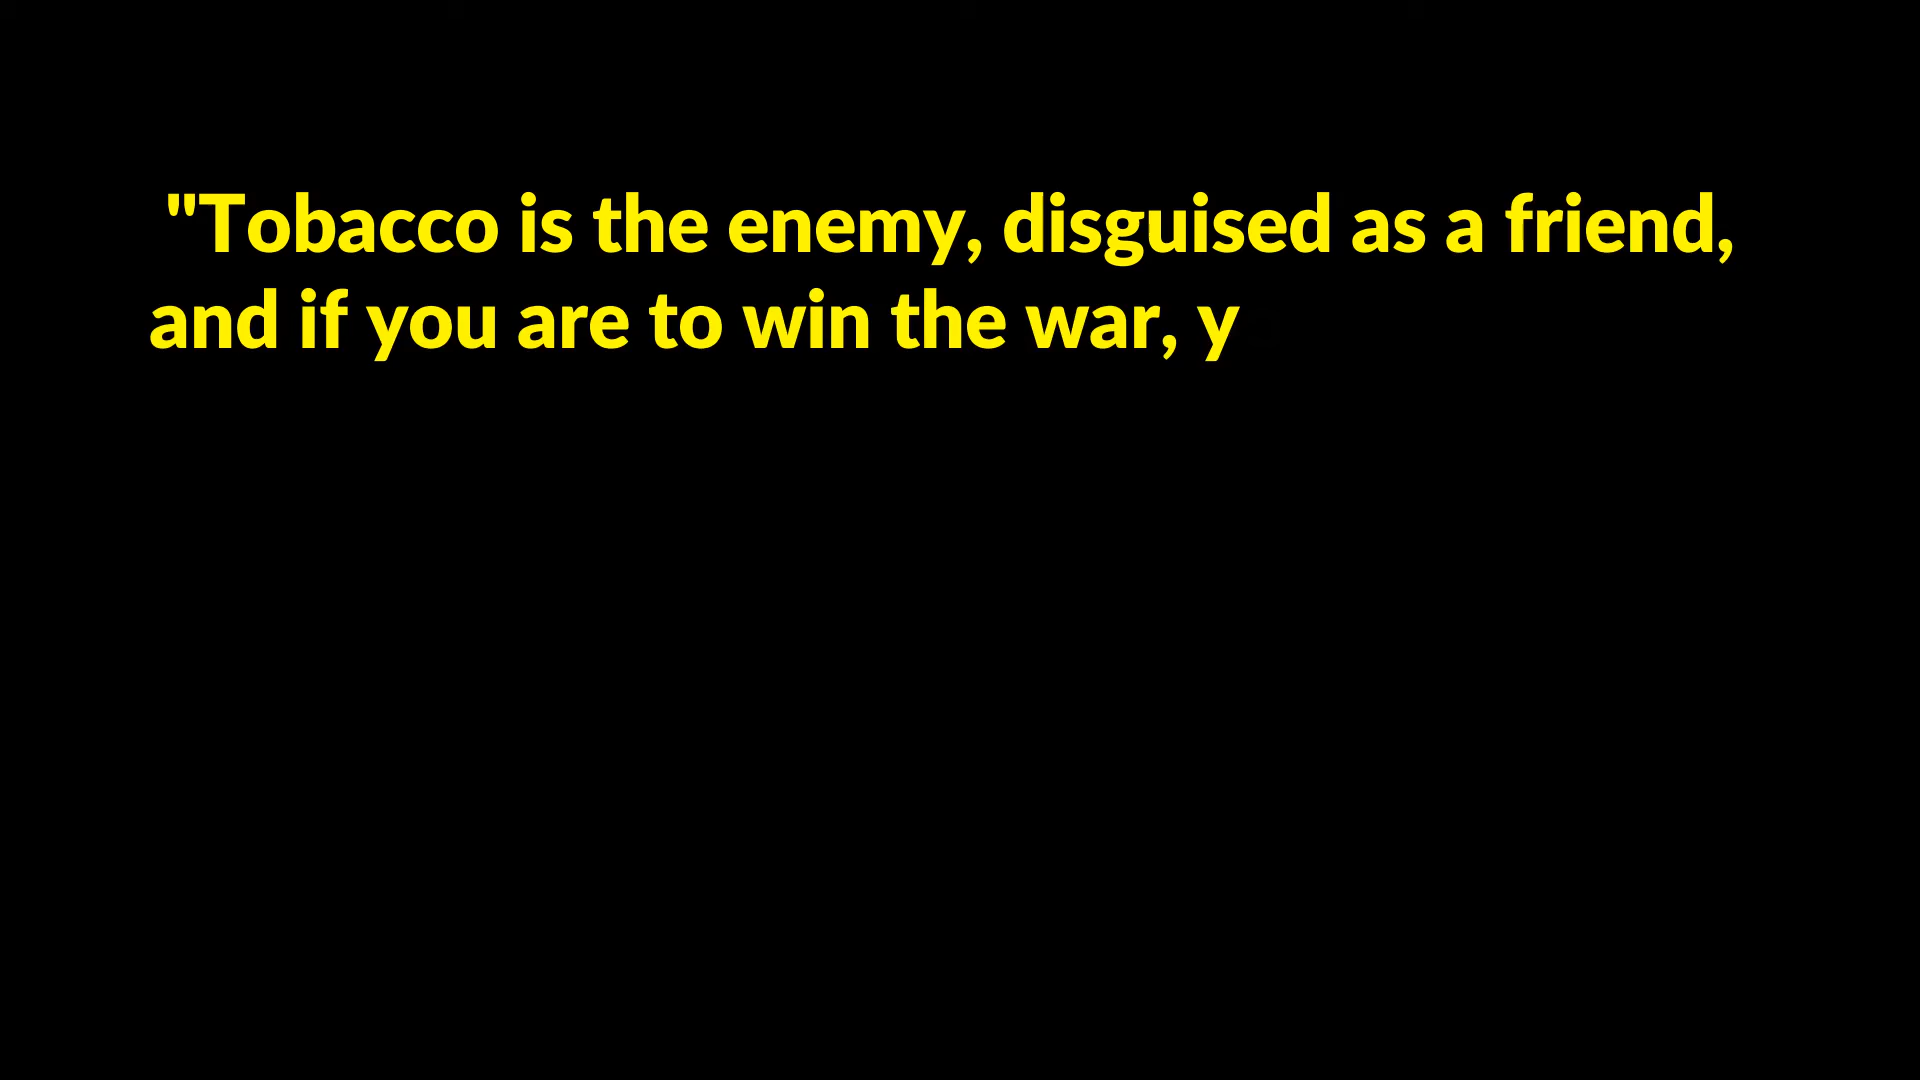 "Tobacco is the enemy, disguised as a friend,
and if you are to win the war, y